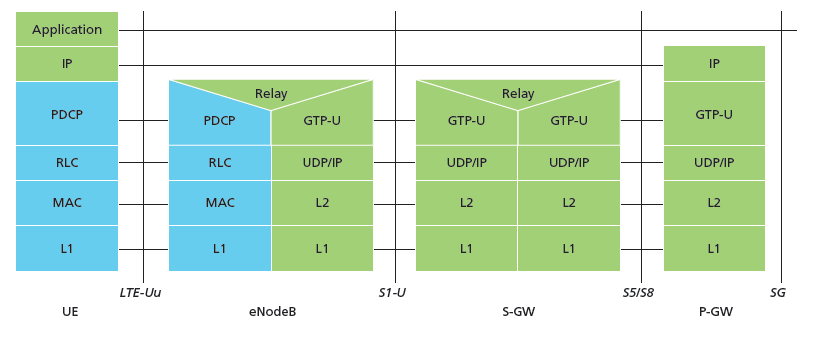 Application
IP
IP
Relay
Relay
PDCP
PDCP
GTP-U
GTP-U
GTP-U
GTP-U
RLC
RLC
UDP/IP
UDP/IP
UDP/IP
UDP/IP
MAC
MAC
L2
L2
L2
L2
L1
L1
L1
L1
L1
L1
LTE-Uu
S1-U
S5/S8
SG
UE
eNodeB
S-GW
P-GW